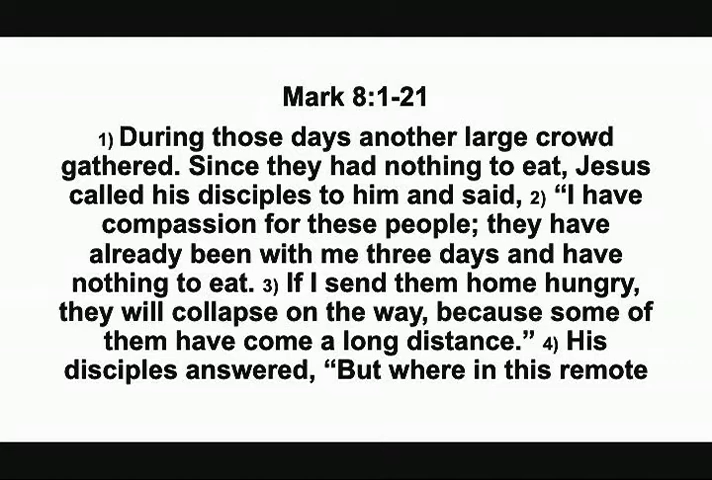 Mark 8:1-21
1) During those days another large crowd
gathered. Since they had nothing to eat, Jesus
called his disciples to him and said, 2) “I have
compassion for these people; they have
already been with me three days and have
nothing to eat. 3) If I send them home hungry,
they will collapse on the way, because some of
them have come a long distance.” 4) His
disciples answered, “But where in this remote